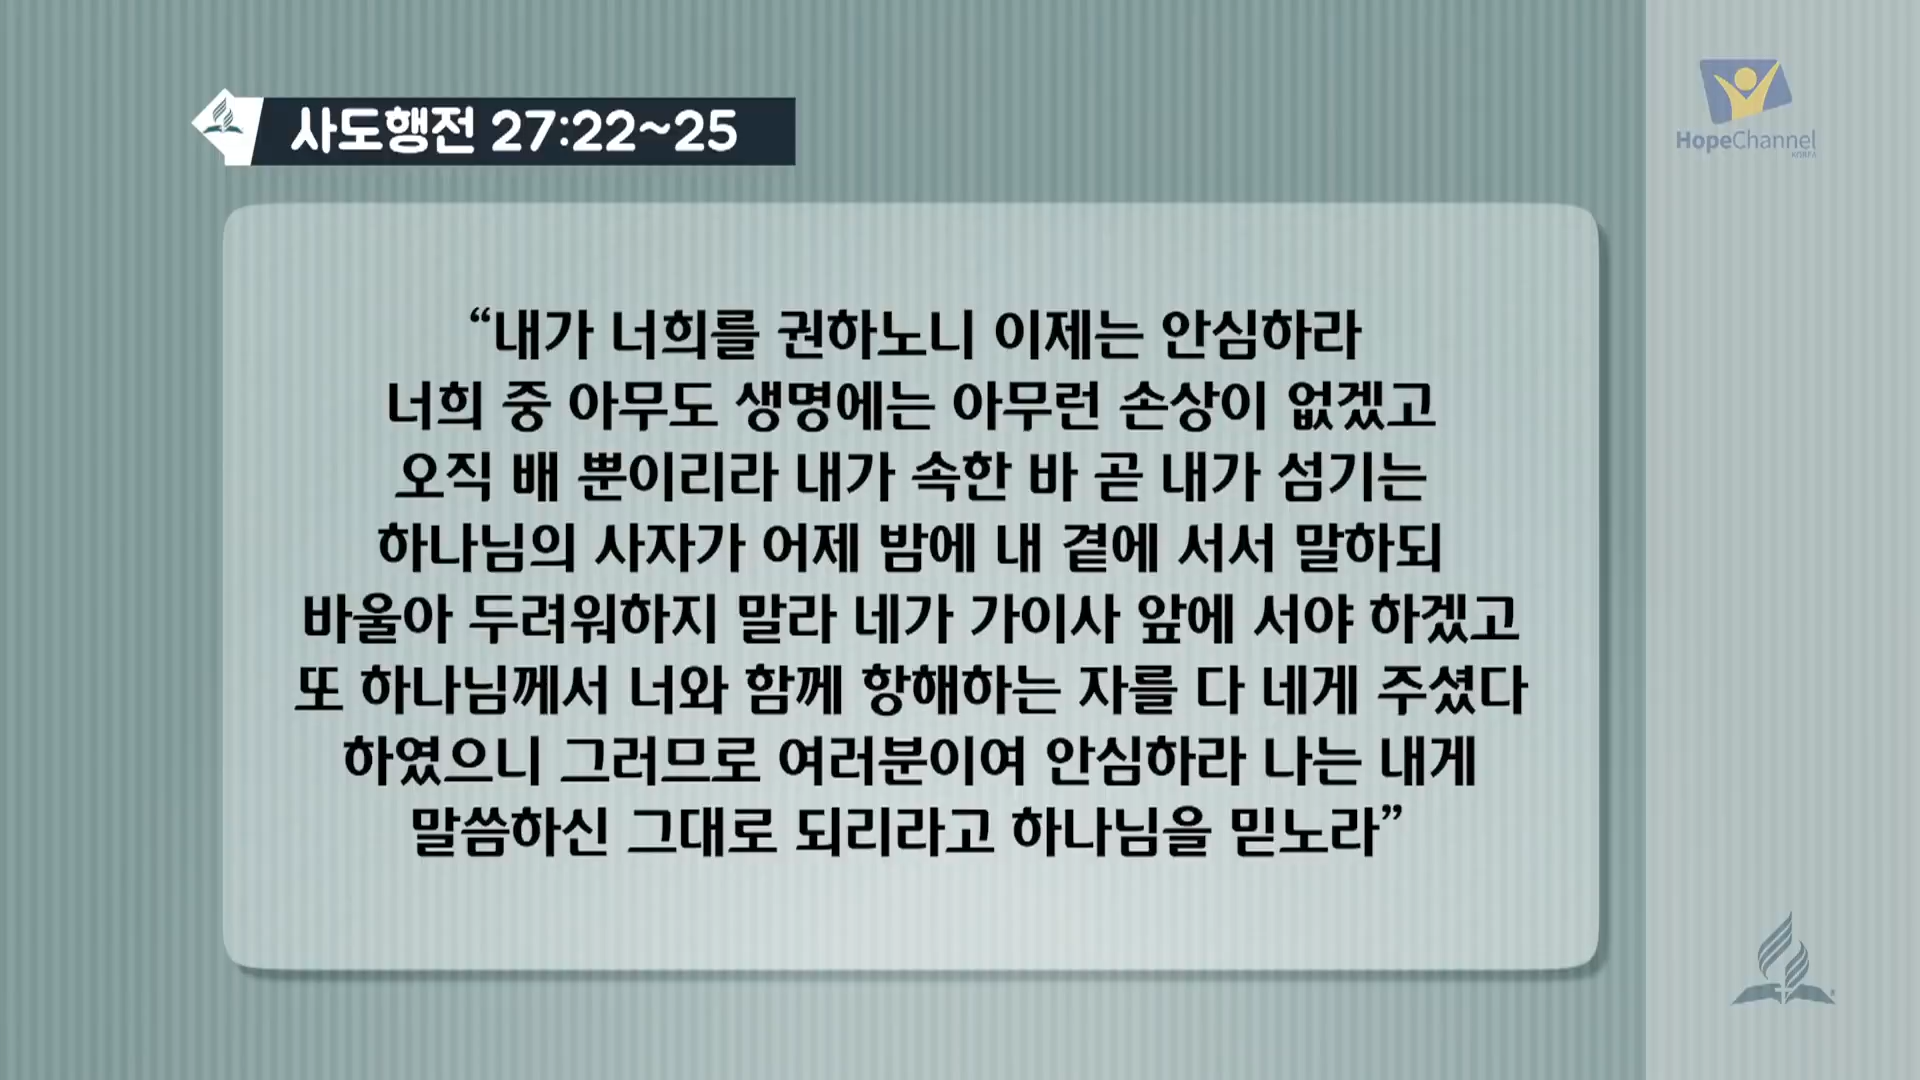 사도행전 27:22~25
HopeChannel
KOREA
“내가 너희를 권하노니 이제는 안심하라
너희 중 아무도 생명에는 아무런 손상이 없겠고
오직 배 뿐이리라 내가 속한 바 곧 내가 섬기는
하나님의 사자가 어제 밤에 내 곁에 서서 말하되
바울아 두려워하지 말라 네가 가이사 앞에 서야 하겠고
또 하나님께서 너와 함께 항해하는 자를 다 네게 주셨다
하였으니 그러므로 여러분이여 안심하라 나는 내게
말씀하신 그대로 되리라고 하나님을 믿노라”